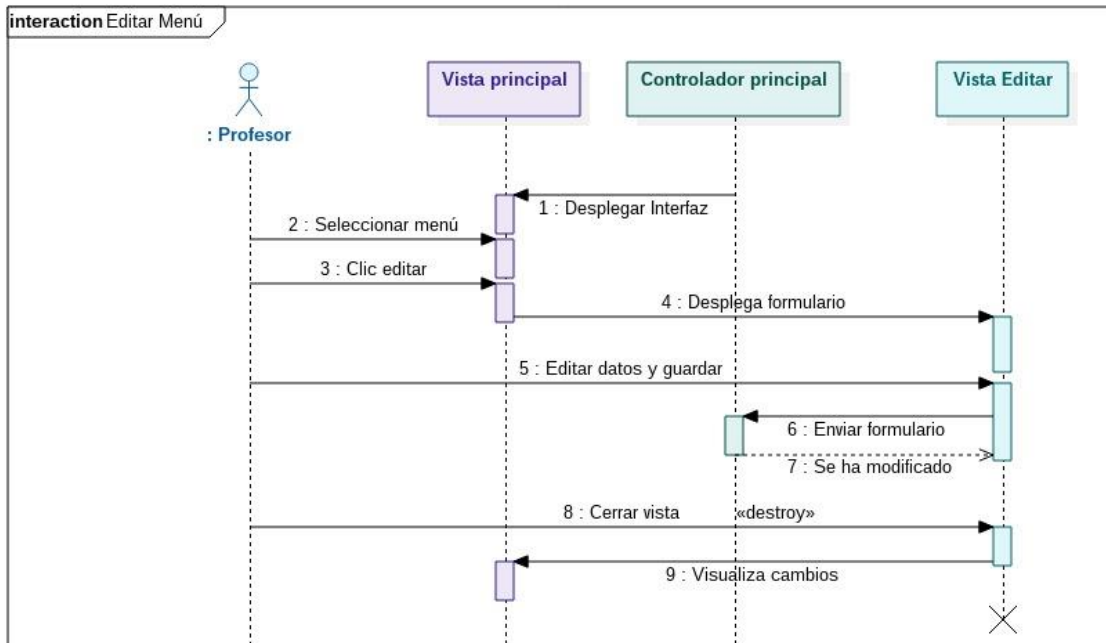 interaction Editar Menú
Vista principal
Controlador principal
Vista Editar
: Profesor
1 : Desplegar Interfaz
2 : Seleccionar menú
3 : Clic editar
4 : Desplega formulario
5 : Editar datos y guardar
6 : Enviar formulario
7 : Se ha modificado
8 : Cerrar vista «destroy»
9 : Visualiza cambios